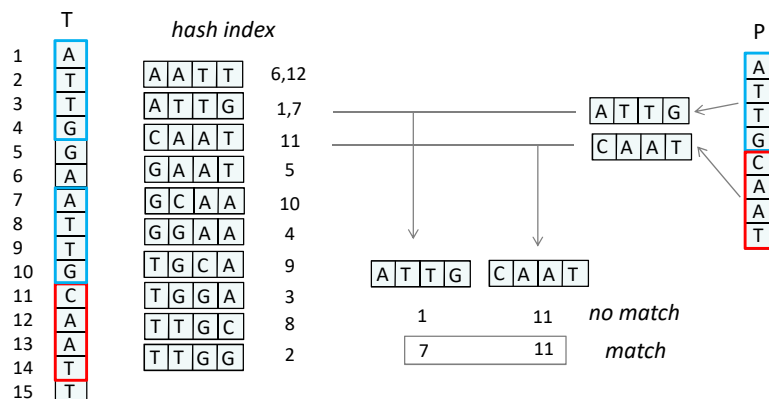 T
hash index
P
1 A
2 T
3 T
4 G
5 G
6 A
7 A
8 T
9 T
10 G
11 C
12 A
13 A
14 T
15 T
A A T T 6,12
A T T G 1,7
C A A T 11
G A A T 5
G C A A 10
G G A A 4
T G C A 9
T G G A 3
T T G C 8
T T G G 2
A T T G
C A A T
A
T
T
G
C
A
A
T
A T T G C A A T
1 11 no match
7 11 match